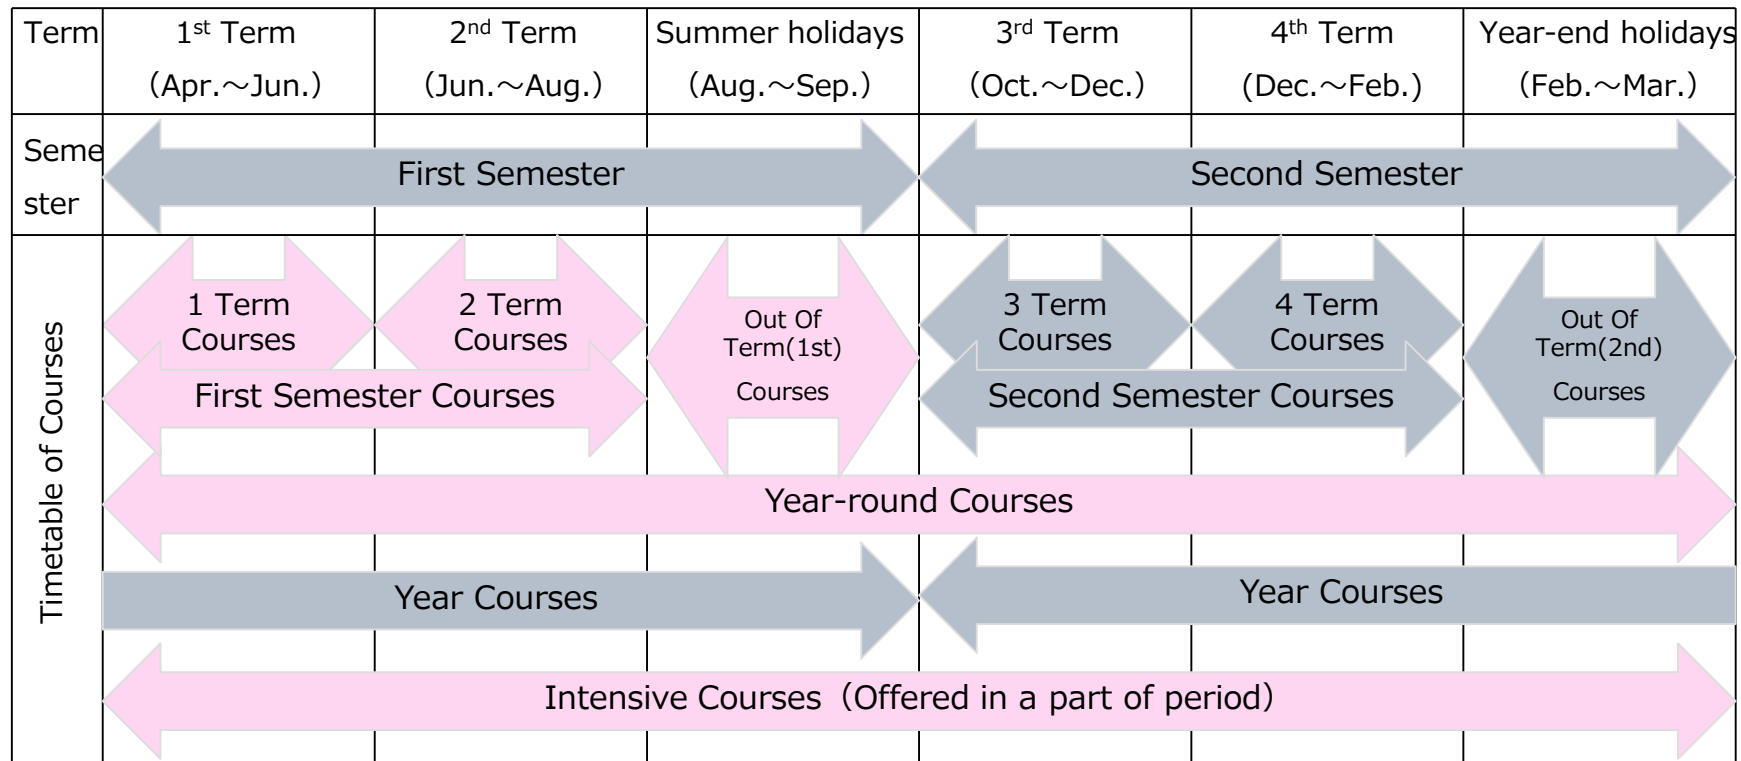 Term
1st Term
(Apr.～Jun.)
2nd Term
(Jun.～Aug.)
Summer holidays
(Aug.～Sep.)
3rd Term
(Oct.～Dec.)
4th Term
(Dec.～Feb.)
Year-end holidays
(Feb.～Mar.)
Seme
ster
First Semester
Second Semester
Timetable of Courses
1 Term
Courses
2 Term
Courses
Out Of
Term(1st)
Courses
3 Term
Courses
4 Term
Courses
Out Of
Term(2nd)
Courses
First Semester Courses
Second Semester Courses
Year-round Courses
Year Courses
Year Courses
Intensive Courses（Offered in a part of period）